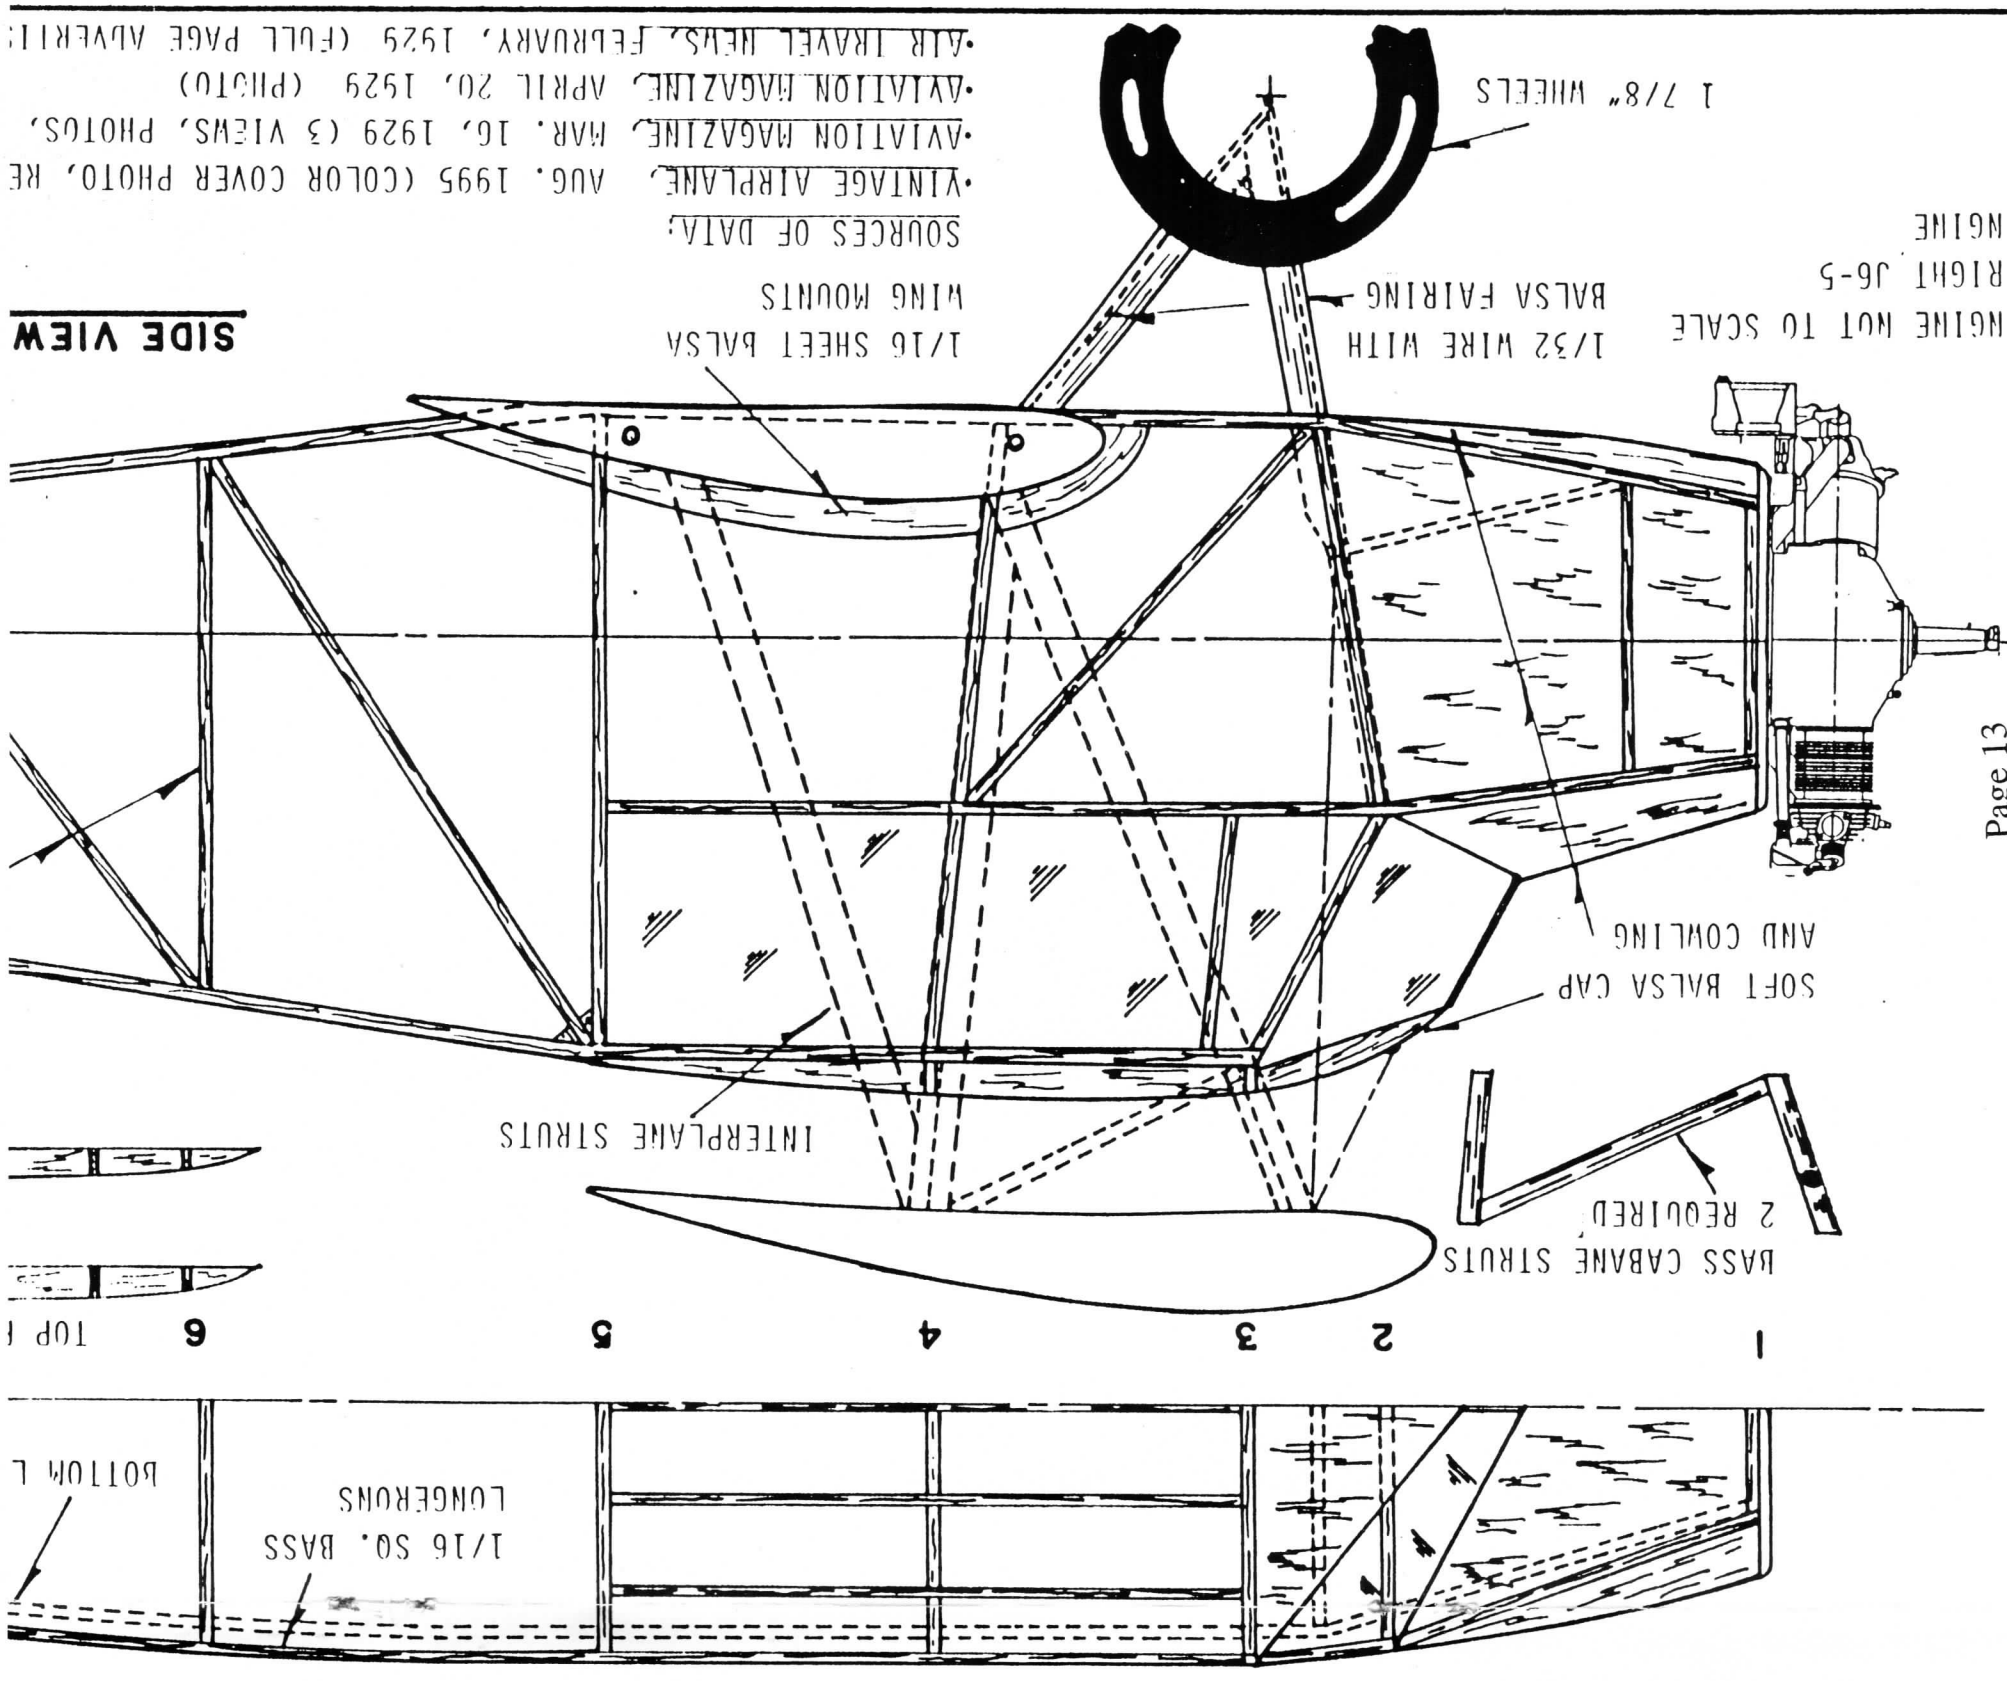 BOTTOM L
1/16 SQ. BASS
LONGERONS
1
2
3
4
5
6
TOP
BASS CABANE STRUTS
2 REQUIRED
INTERPLANE STRUTS
SOFT BALSA CAP
AND COWLING
Page 13
NGINE NOT TO SCALE
RIGHT J6-5
NGINE
1/32 WIRE WITH
BALSA FAIRING
1/16 SHEET BALSA
WING MOUNTS
SIDE VIEW
1 7/8" WHEELS
SOURCES OF DATA:
•VINTAGE AIRPLANE, AUG. 1995 (COLOR COVER PHOTO, RE
•AVIATION MAGAZINE, MAR. 16, 1929 (3 VIEWS, PHOTOS,
•AVIATION MAGAZINE, APRIL 20, 1929 (PHOTO)
•AIR TRAVEL NEWS, FEBRUARY, 1929 (FULL PAGE ADVERTIS